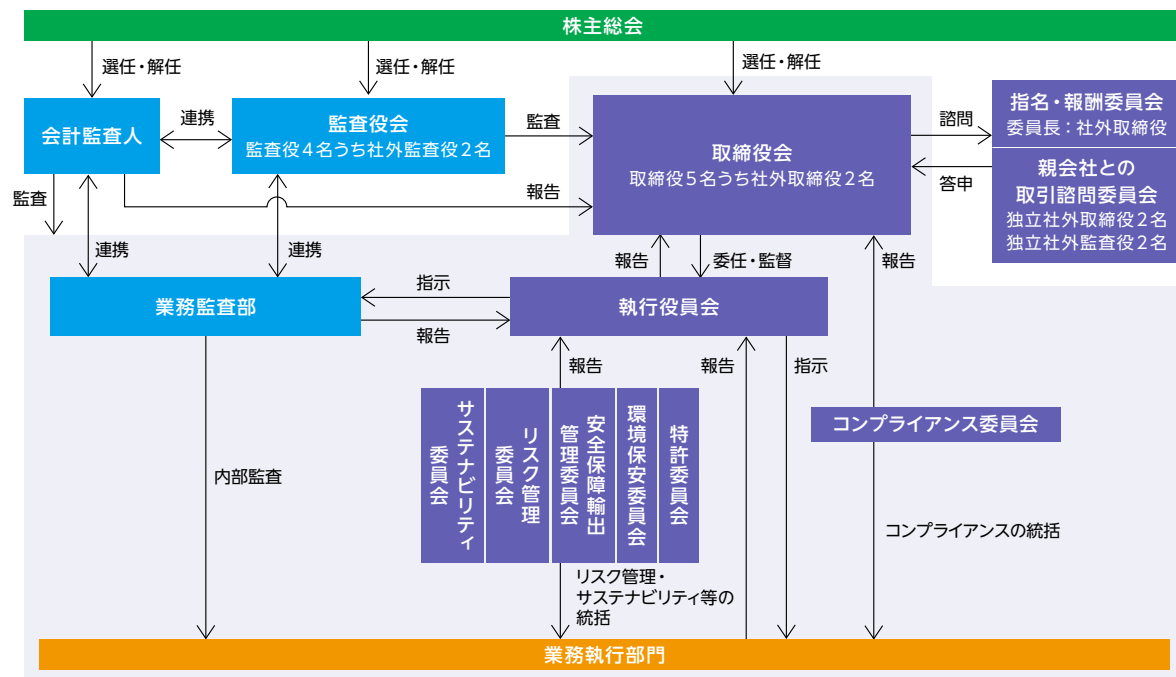 株主総会
選任・解任
選任・解任
選任・解任
会計監査人
連携
監査役会
監査役４名うち社外監査役２名
監査
取締役会
取締役５名うち社外取締役２名
諮問
答申
指名・報酬委員会
委員長：社外取締役
親会社との
取引諮問委員会
独立社外取締役２名
独立社外監査役２名
監査
報告
連携
連携
報告
委任・監督
報告
業務監査部
指示
報告
執行役員会
報告
報告
指示
サステナビリティ
委員会
リスク管理
委員会
安全保障輸出
管理委員会
環境保安委員会
特許委員会
コンプライアンス委員会
内部監査
コンプライアンスの統括
リスク管理・
サステナビリティ等の
統括
業務執行部門